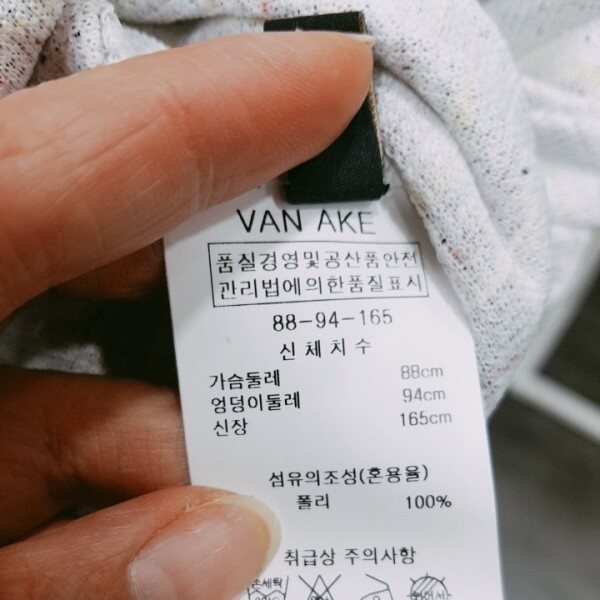 VAN AKE
품질경영및공산품안전
관리법에의한품질표시
88-94-165
신체치수
가슴둘레 88cm
엉덩이둘레 94cm
신장 165cm
섬유의조성(혼용율)
폴리 100%
취급상 주의사항
손세탁